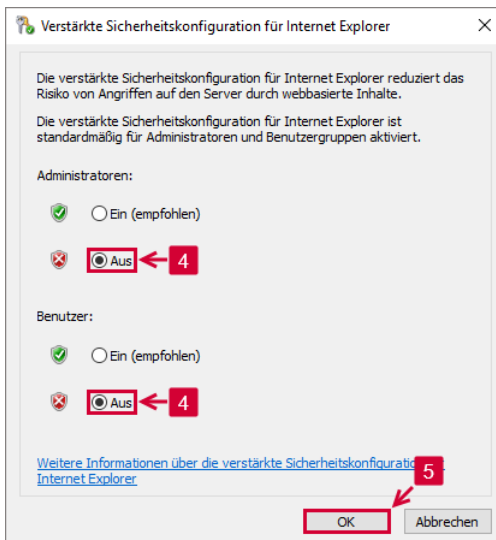 Verstärkte Sicherheitskonfiguration für Internet Explorer
Die verstärkte Sicherheitskonfiguration für Internet Explorer reduziert das
Risiko von Angriffen auf den Server durch webbasierte Inhalte.
Die verstärkte Sicherheitskonfiguration für Internet Explorer ist
standardmäßig für Administratoren und Benutzergruppen aktiviert.
Administratoren:
Ein (empfohlen)
Aus 4
Benutzer:
Ein (empfohlen)
Aus 4
Weitere Informationen über die verstärkte Sicherheitskonfiguration
Internet Explorer
5
OK Abbrechen